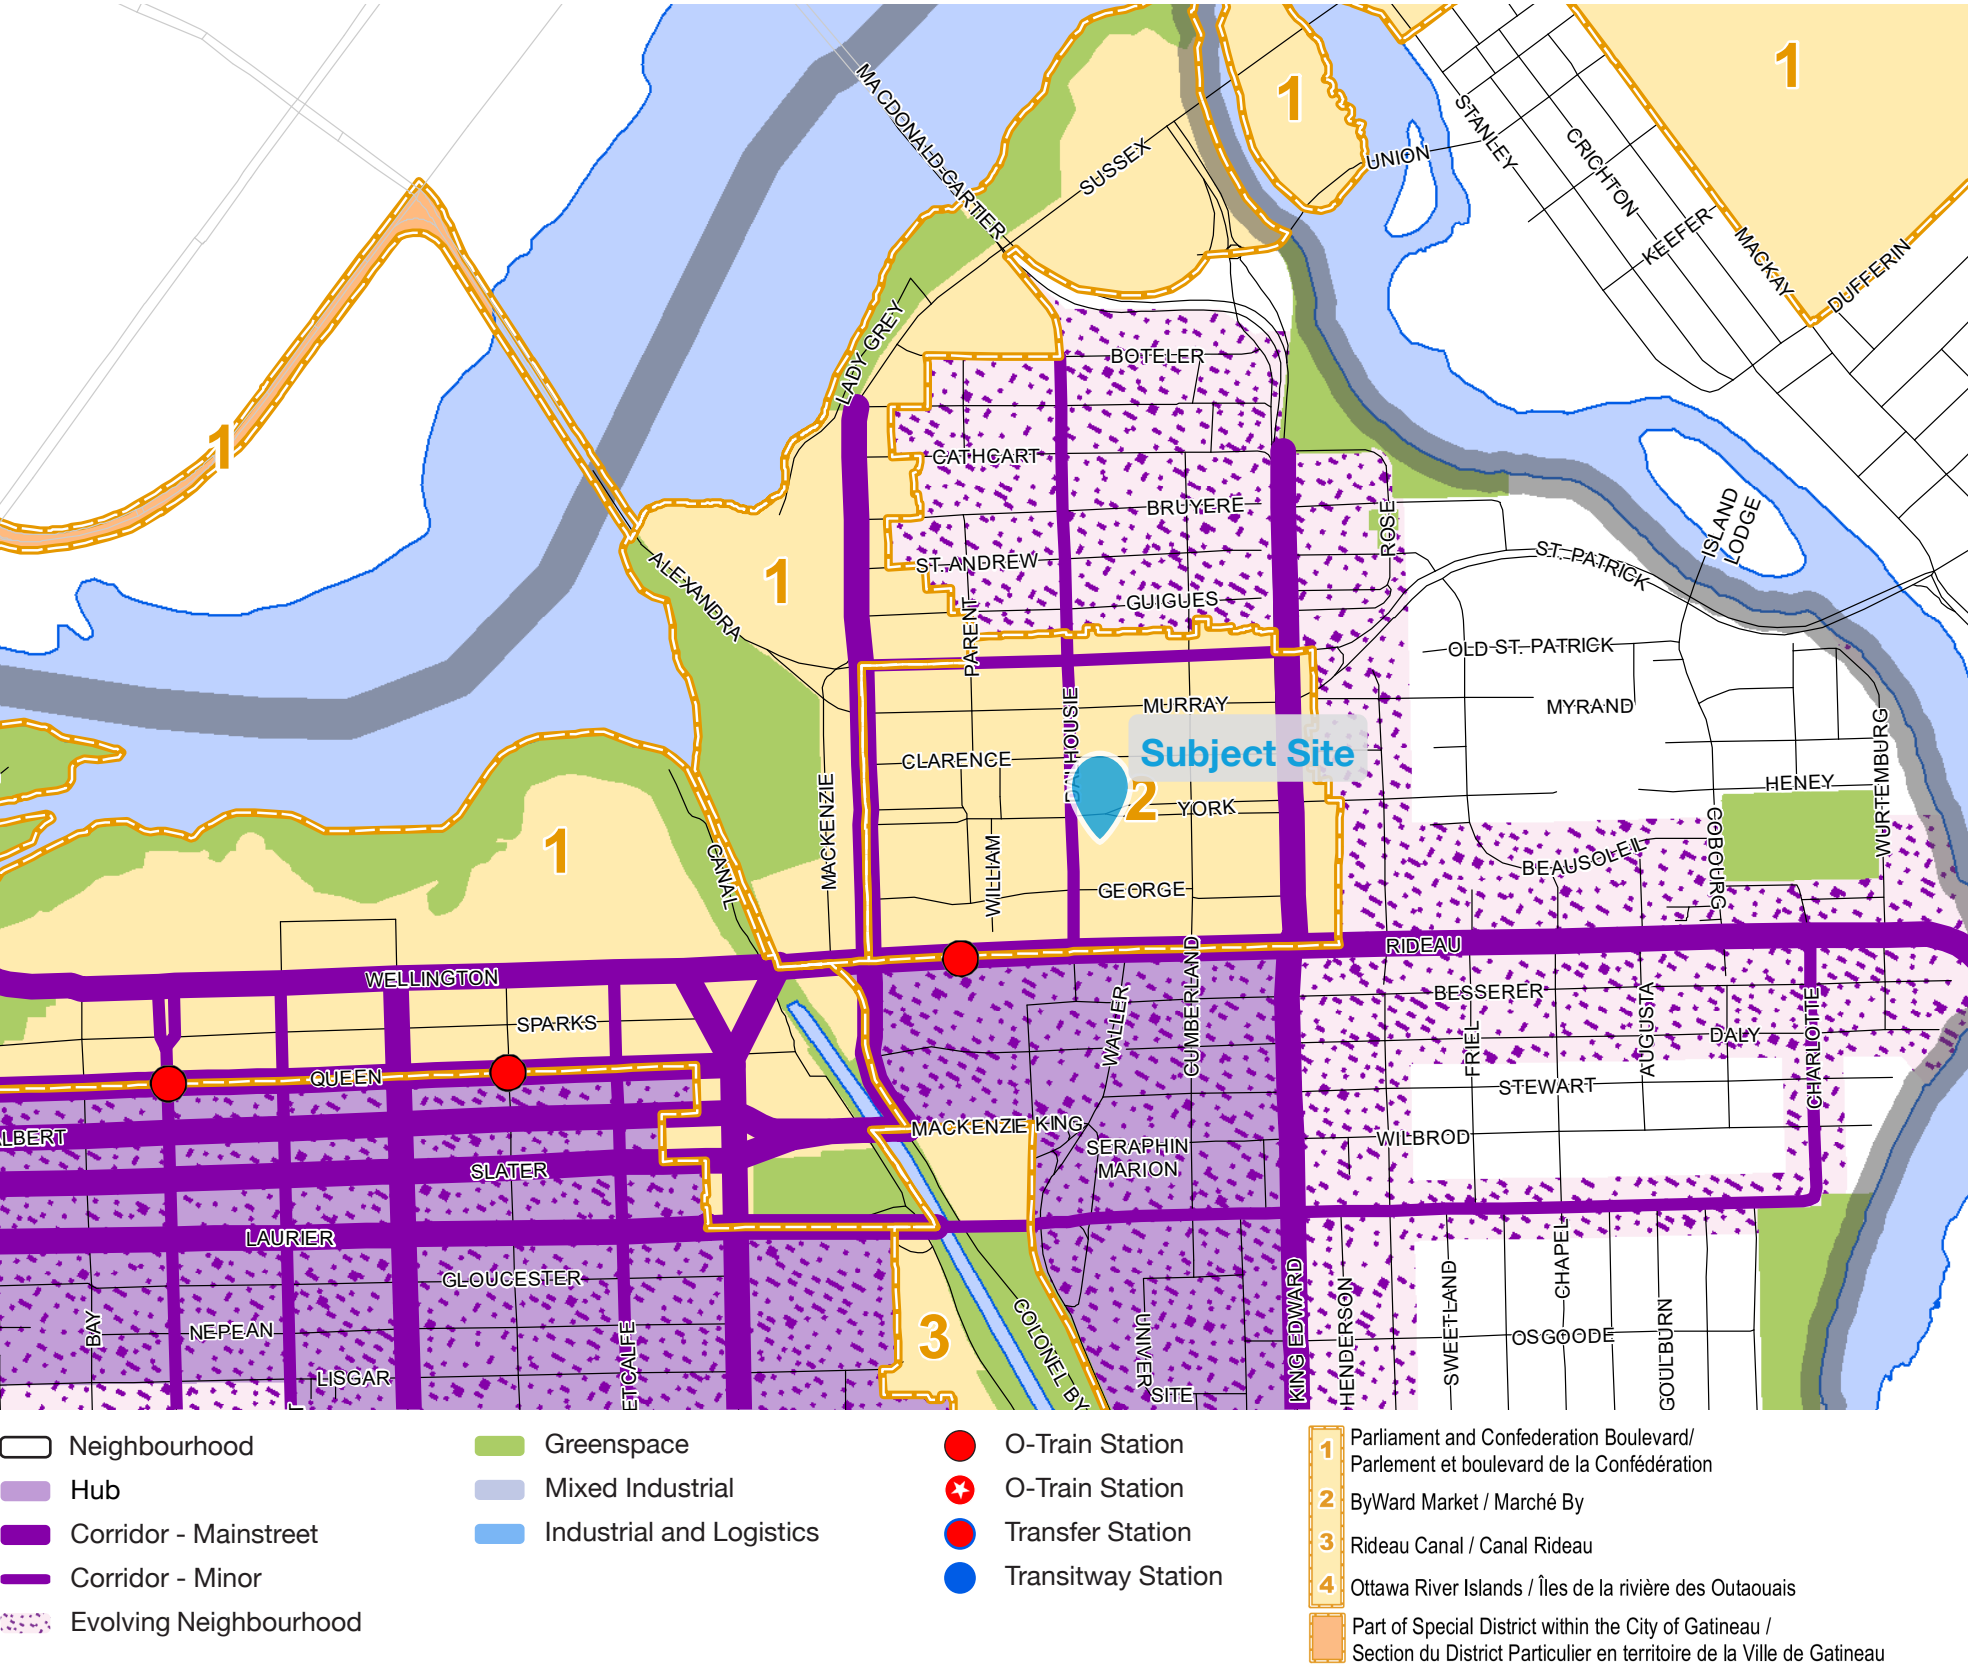 MACDONALD-CARTIER
SUSSEX
UNION
STANLEY
CRICHTON
KEEFER
MACKAY
DUFFERIN
1
1
1
1
1
2
3
LADY GREY
BOTELER
CATHCART
BRUYERE
ROSE
ISLAND
LODGE
ST. PATRICK
ST. ANDREW
GUIGUES
ALEXANDRA
PARENT
OLD ST. PATRICK
MYRAND
MURRAY
Subject Site
CLARENCE
YORK
MACKENZIE
WILLIAM
GEORGE
CANAL
HENEY
WURTEMBURG
COBOURG
BEAUSOLEIL
RIDEAU
WELLINGTON
SPARKS
QUEEN
WALLER
CUMBERLAND
BESSERER
FRIEL
AUGUSTA
DALY
CHARLOTTE
STEWART
WILBROD
MACKENZIE KING
SERAPHIN
MARION
LBERT
SLATER
LAURIER
GLOUCESTER
BAY
NEPEAN
LISGAR
ETCALFE
COLONEL BY
UNIVER
SITE
KING EDWARD
HENDERSON
SWEETLAND
CHAPEL
OSGOODE
GOULBURN
Neighbourhood
Hub
Corridor - Mainstreet
Corridor - Minor
Evolving Neighbourhood
Greenspace
Mixed Industrial
Industrial and Logistics
O-Train Station
O-Train Station
Transfer Station
Transitway Station
1 Parliament and Confederation Boulevard/
Parlement et boulevard de la Confédération
2 ByWard Market / Marché By
3 Rideau Canal / Canal Rideau
4 Ottawa River Islands / Îles de la rivière des Outaouais
Part of Special District within the City of Gatineau /
Section du District Particulier en territoire de la Ville de Gatineau